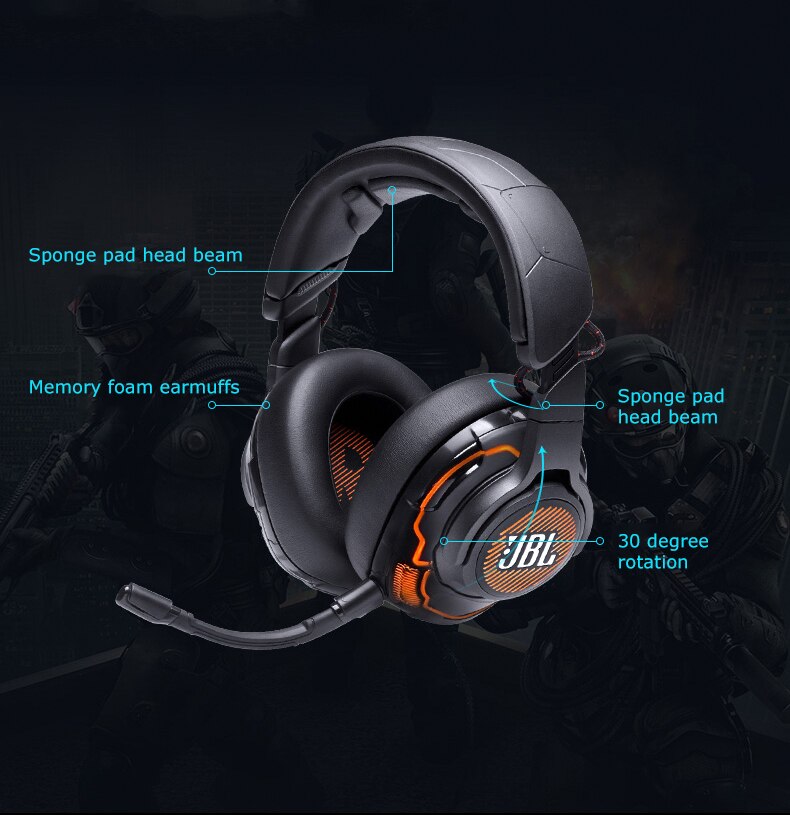 Sponge pad head beam
Memory foam earmuffs
Sponge pad
head beam
30 degree
rotation
JBL